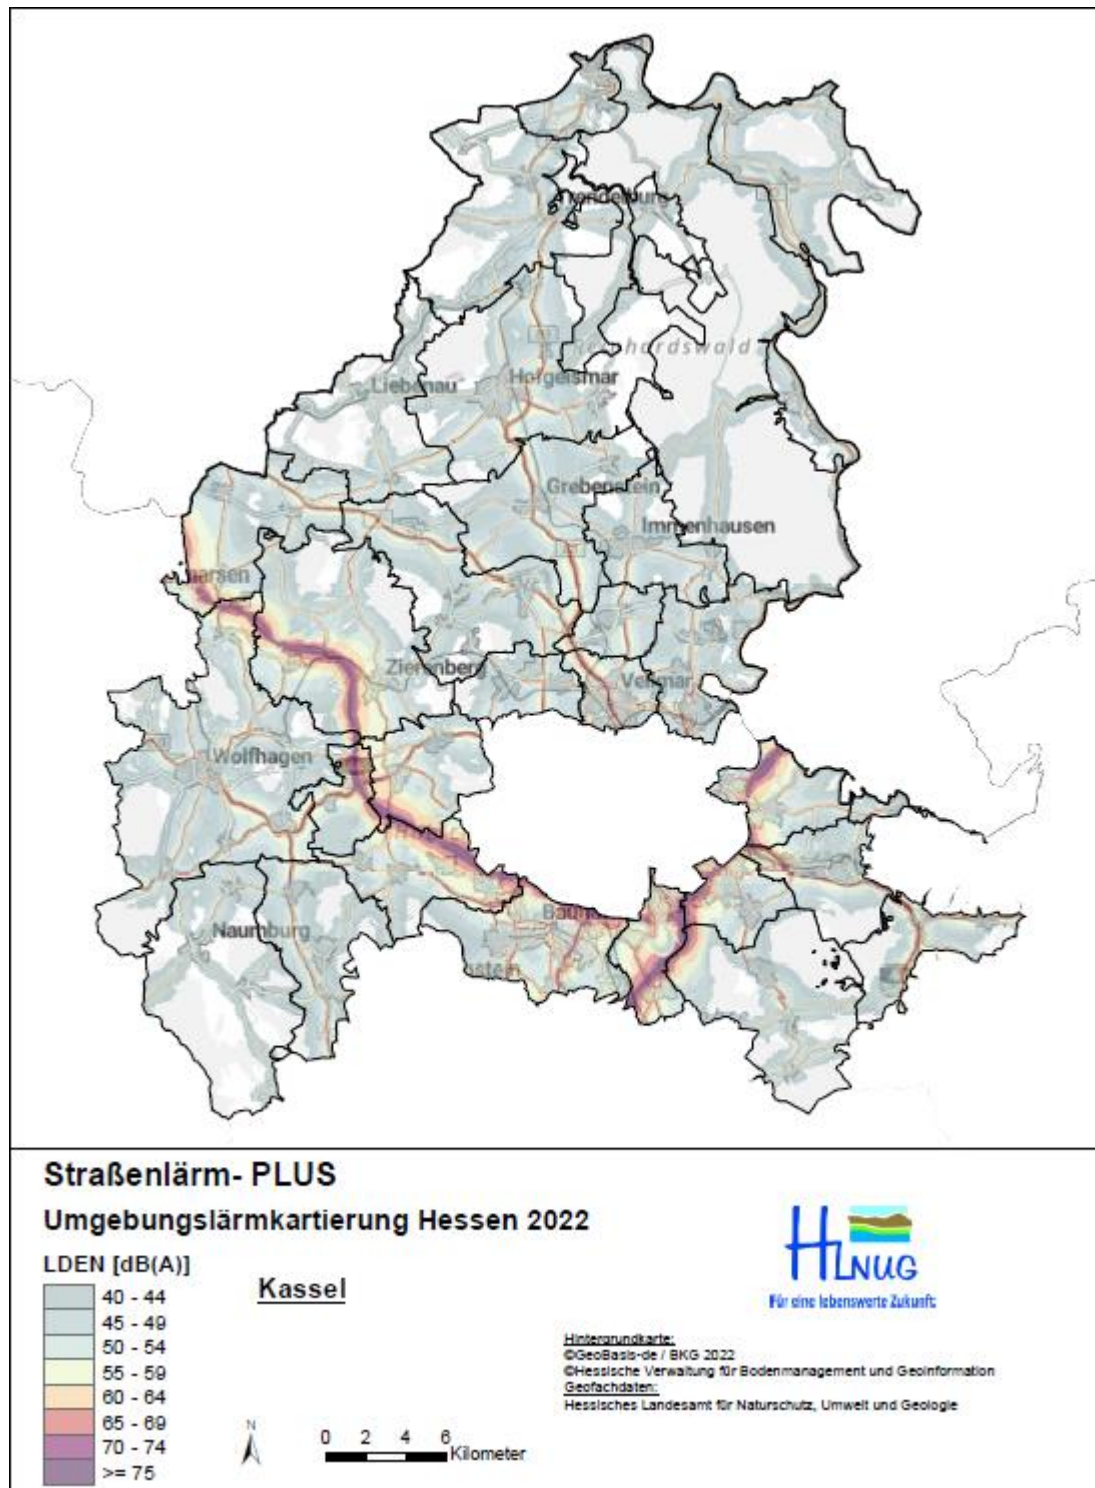 Trendelburg
Reinhardswald
Hofgeismar
Liebenau
Grebenstein
Immenhausen
Zierenberg
Vellmar
Wolfhagen
Naumburg
Straßenlärm- PLUS
Umgebungslärmkartierung Hessen 2022
LDEN [dB(A)]
Kassel
40 - 44
45 - 49
50 - 54
55 - 59
60 - 64
65 - 69
70 - 74
>= 75
N
0 2 4 6
Kilometer
HLNUG
Für eine lebenswerte Zukunft
Hintergrundkarte:
©GeoBasis-de / BKG 2022
©Hessische Verwaltung für Bodenmanagement und Geoinformation
Geofachdaten:
Hessisches Landesamt für Naturschutz, Umwelt und Geologie